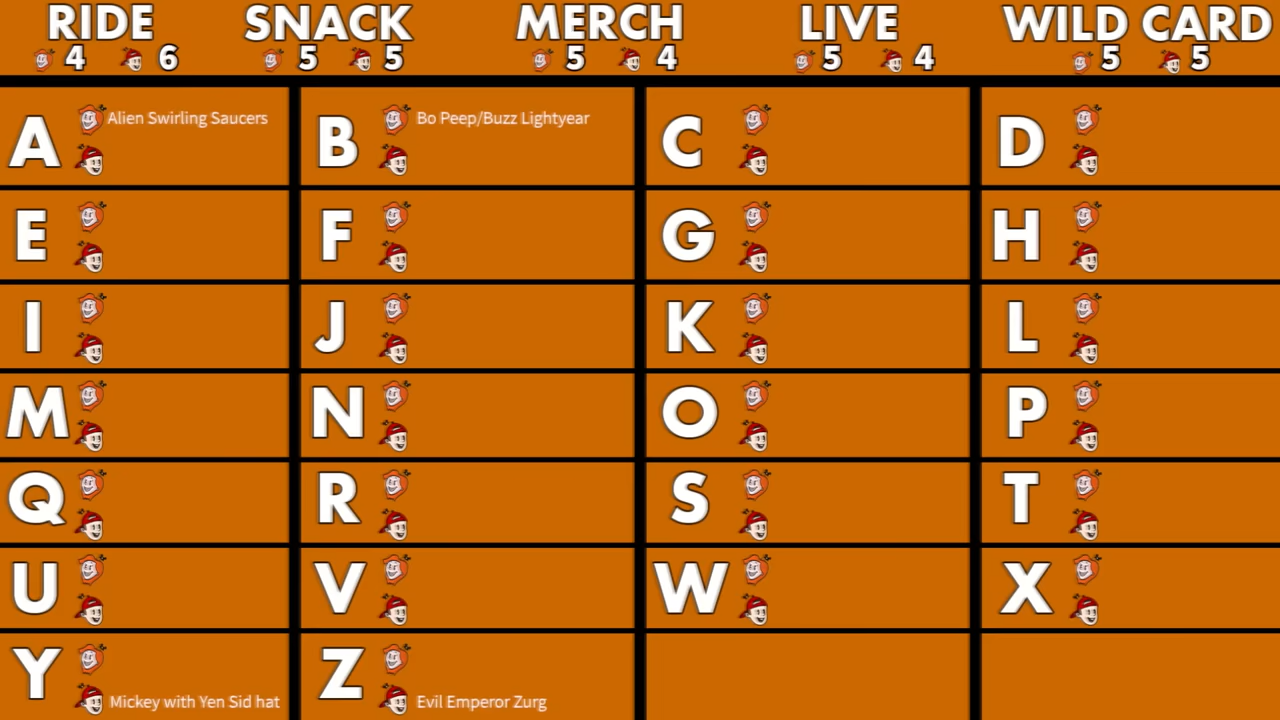 RIDE SNACK MERCH LIVE WILD CARD
4 6 5 5 5 4 5 4 5 5
A Alien Swirling Saucers B Bo Peep/Buzz Lightyear C D
E F G H
I J K L
M N O P
Q R S T
U V W X
Y Mickey with Yen Sid hat Z Evil Emperor Zurg